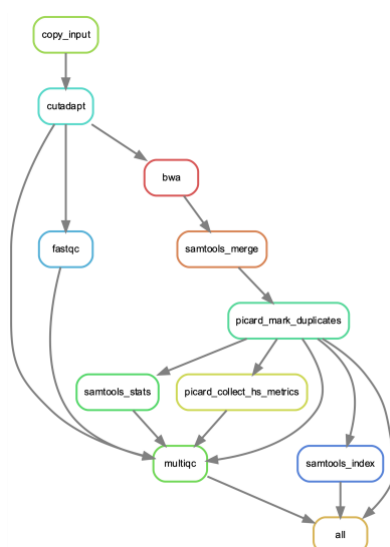 copy_input
cutadapt
bwa
fastqc
samtools_merge
picard_mark_duplicates
samtools_stats
picard_collect_hs_metrics
multiqc
samtools_index
all